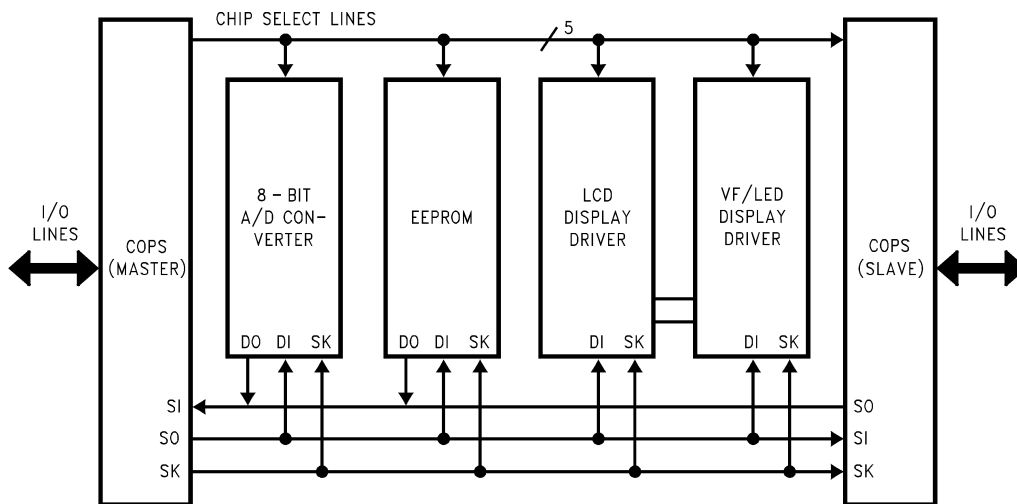 CHIP SELECT LINES
5
I/O
LINES
COPS
(MASTER)
8 - BIT
A/D CON-
VERTER
EEPROM
LCD
DISPLAY
DRIVER
VF/LED
DISPLAY
DRIVER
COPS
(SLAVE)
I/O
LINES
DO DI SK
DO DI SK
DI SK
DI SK
SI
SO
SK
SO
SI
SK